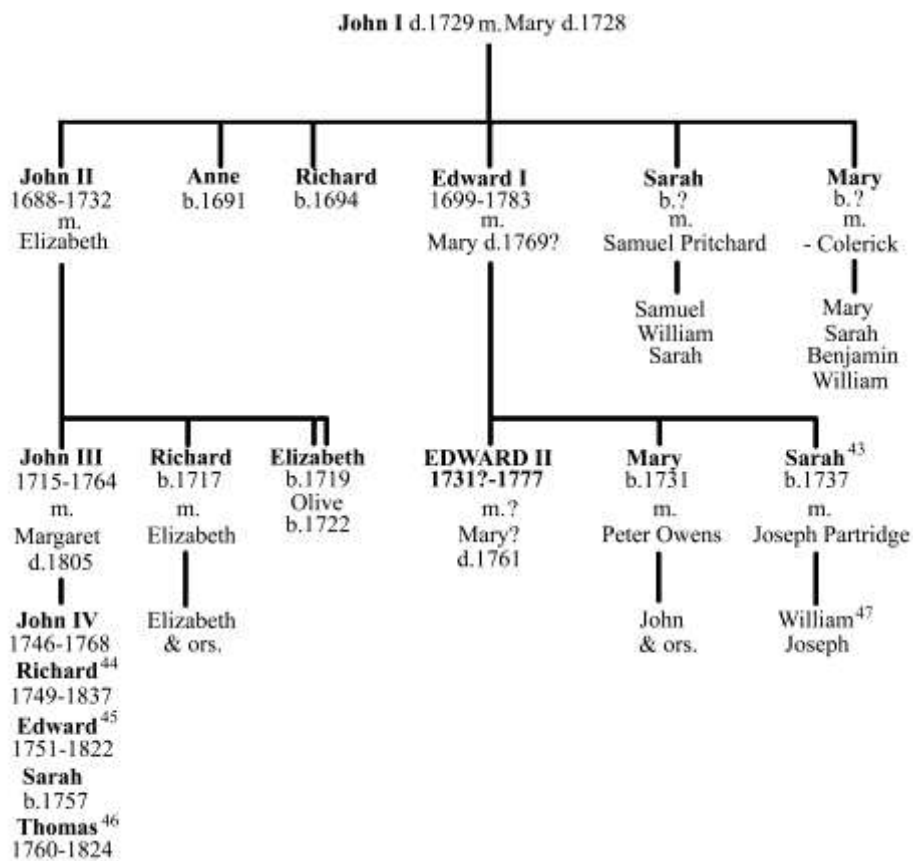 John I d.1729 m. Mary d.1728
John II
1688-1732
m.
Elizabeth
Anne
b.1691
Richard
b.1694
Edward I
1699-1783
m.
Mary d.1769?
Sarah
b.?
m.
Samuel Pritchard
Samuel
William
Sarah
Mary
b.?
m.
- Colerick
Mary
Sarah
Benjamin
William
John III
1715-1764
m.
Margaret
d.1805
John IV
1746-1768
Richard 44
1749-1837
Edward 45
1751-1822
Sarah
b.1757
Thomas 46
1760-1824
Richard
b.1717
m.
Elizabeth
Elizabeth
& ors.
Elizabeth
b.1719
Olive
b.1722
EDWARD II
1731?-1777
m.?
Mary?
d.1761
Mary
b.1731
m.
Peter Owens
John
& ors.
Sarah 43
b.1737
m.
Joseph Partridge
William 47
Joseph